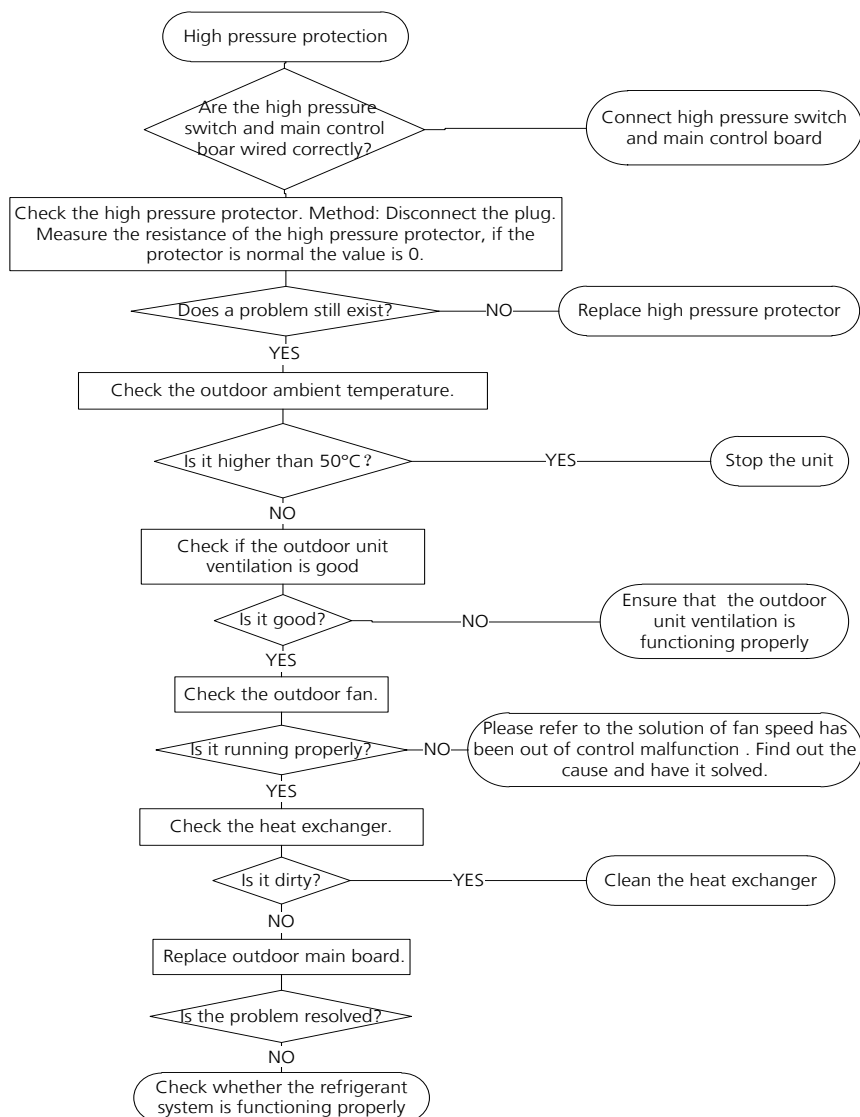 High pressure protection
Are the high pressure
switch and main control
boar wired correctly?
Connect high pressure switch
and main control board
Check the high pressure protector. Method: Disconnect the plug.
Measure the resistance of the high pressure protector, if the
protector is normal the value is 0.
Does a problem still exist?
NO
Replace high pressure protector
YES
Check the outdoor ambient temperature.
Is it higher than 50°C?
YES
Stop the unit
NO
Check if the outdoor unit
ventilation is good
Is it good?
NO
Ensure that the outdoor
unit ventilation is
functioning properly
YES
Check the outdoor fan.
Is it running properly?
NO
Please refer to the solution of fan speed has
been out of control malfunction . Find out the
cause and have it solved.
YES
Check the heat exchanger.
Is it dirty?
YES
Clean the heat exchanger
NO
Replace outdoor main board.
Is the problem resolved?
NO
Check whether the refrigerant
system is functioning properly